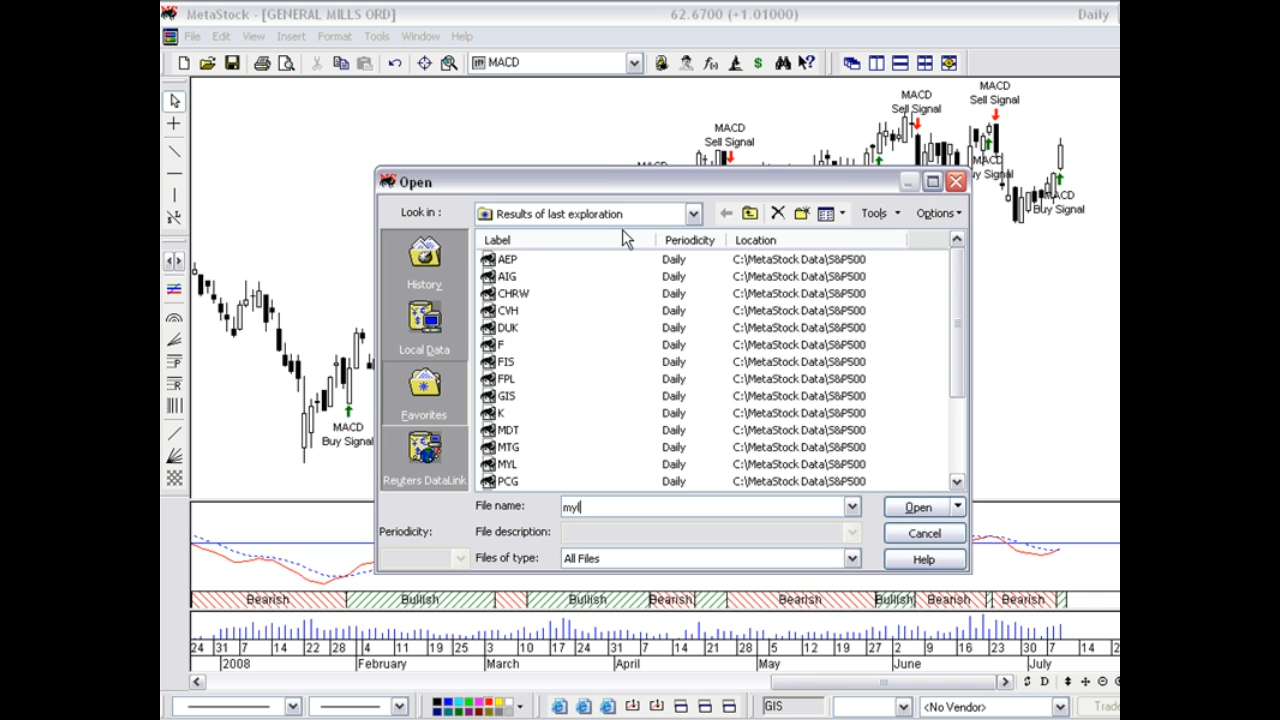 MetaStock - [GENERAL MILLS ORD] 62.6700 (+1.01000) Daily
File Edit View Insert Format Tools Window Help
MACD
MACD
Sell Signal
MACD
Sell Signal
MACD
Sell Signal
MACD
Buy Signal
Open
Look in : Results of last exploration Tools Options
Label Periodicity Location
AEP Daily C:\MetaStock Data\S&P500
AIG Daily C:\MetaStock Data\S&P500
CHRW Daily C:\MetaStock Data\S&P500
CVH Daily C:\MetaStock Data\S&P500
DUK Daily C:\MetaStock Data\S&P500
F Daily C:\MetaStock Data\S&P500
FIS Daily C:\MetaStock Data\S&P500
FPL Daily C:\MetaStock Data\S&P500
GIS Daily C:\MetaStock Data\S&P500
K Daily C:\MetaStock Data\S&P500
MDT Daily C:\MetaStock Data\S&P500
MTG Daily C:\MetaStock Data\S&P500
MYL Daily C:\MetaStock Data\S&P500
PCG Daily C:\MetaStock Data\S&P500
History
Local Data
Favorites
Reuters DataLink
File name: myl Open
Periodicity: File description: Cancel
Files of type: All Files Help
MACD
Buy Signal
Bearish Bullish Bullish Bearish Bearish Bullish Bearish Bearish
24 31 7 14 22 28 4 11 19 25 3 10 17 24 31 7 14 21 28 5 12 19 27 2 9 16 23 30 7 14 2
2008 February March April May June July
D
GIS <No Vendor> Trade